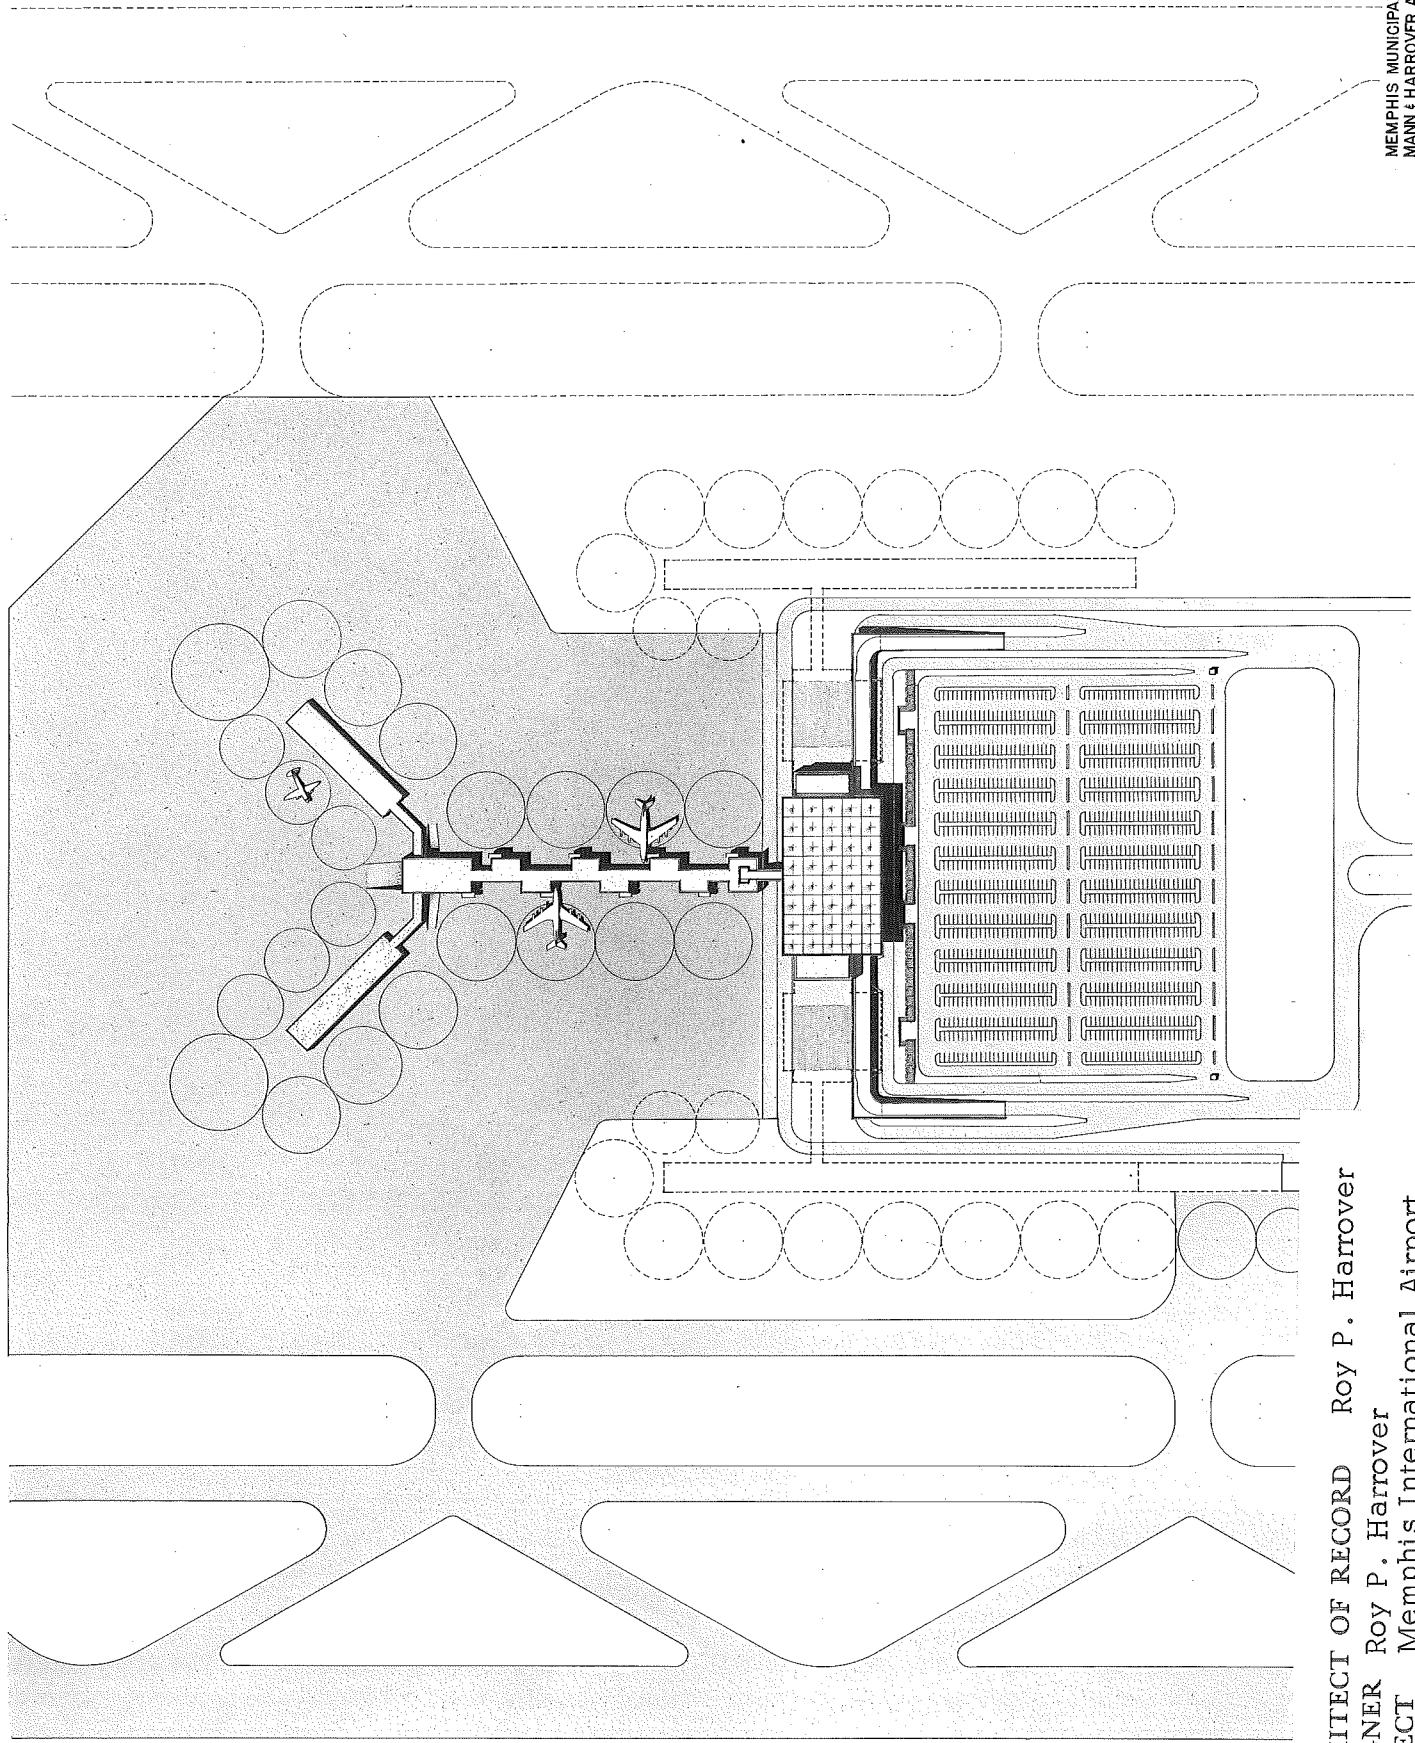 MEMPHIS MUNICIPA
MANN & HARROVER A
ITECT OF RECORD Roy P. Harrover
NER Roy P. Harrover
ECT Memphis International Airport